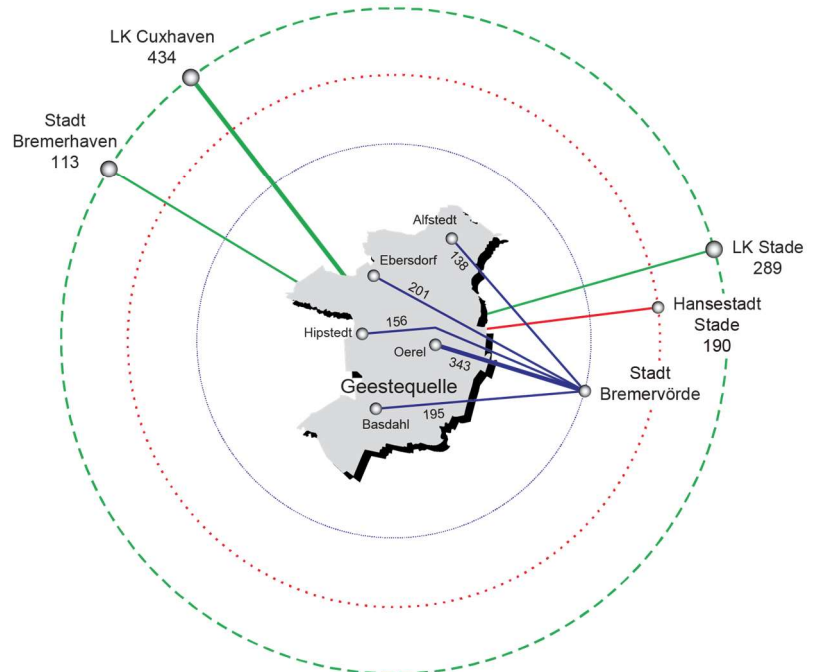 LK Cuxhaven
434
Stadt
Bremerhaven
113
Alfstedt
138
Ebersdorf
201
LK Stade
289
Hansestadt
Stade
190
Hipstedt
156
Oerel
343
Stadt
Bremervörde
Geestequelle
195
Basdahl